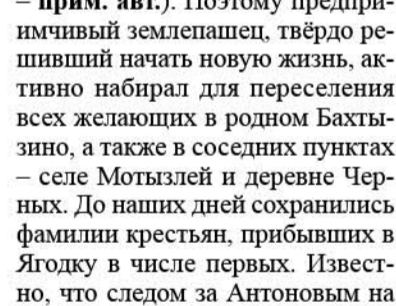 – прим. авт.). Поэтому предпри-
имчивый землепашец, твёрдо ре-
шивший начать новую жизнь, ак-
тивно набирал для переселения
всех желающих в родном Бахты-
зино, а также в соседних пунктах
– селе Мотызлей и деревне Чер-
ных. До наших дней сохранились
фамилии крестьян, прибывших в
Ягодку в числе первых. Извест-
но, что следом за Антоновым на